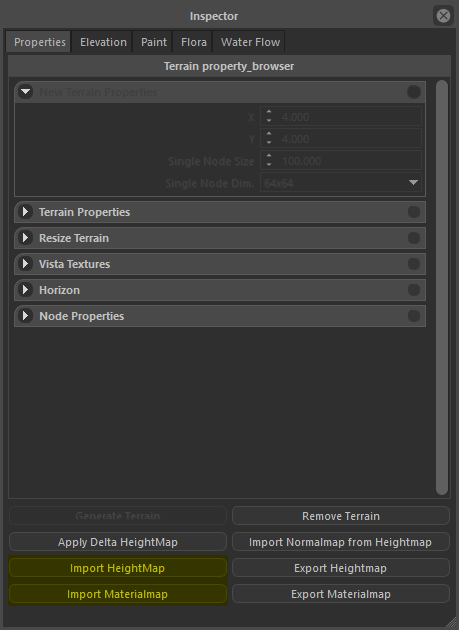 Inspector
Properties Elevation Paint Flora Water Flow
Terrain property_browser
New Terrain Properties
X 4.000
Y 4.000
Single Node Size 100.000
Single Node Dim. 64x64
Terrain Properties
Resize Terrain
Vista Textures
Horizon
Node Properties
Generate Terrain Remove Terrain
Apply Delta HeightMap Import Normalmap from Heightmap
Import HeightMap Export Heightmap
Import Materialmap Export Materialmap